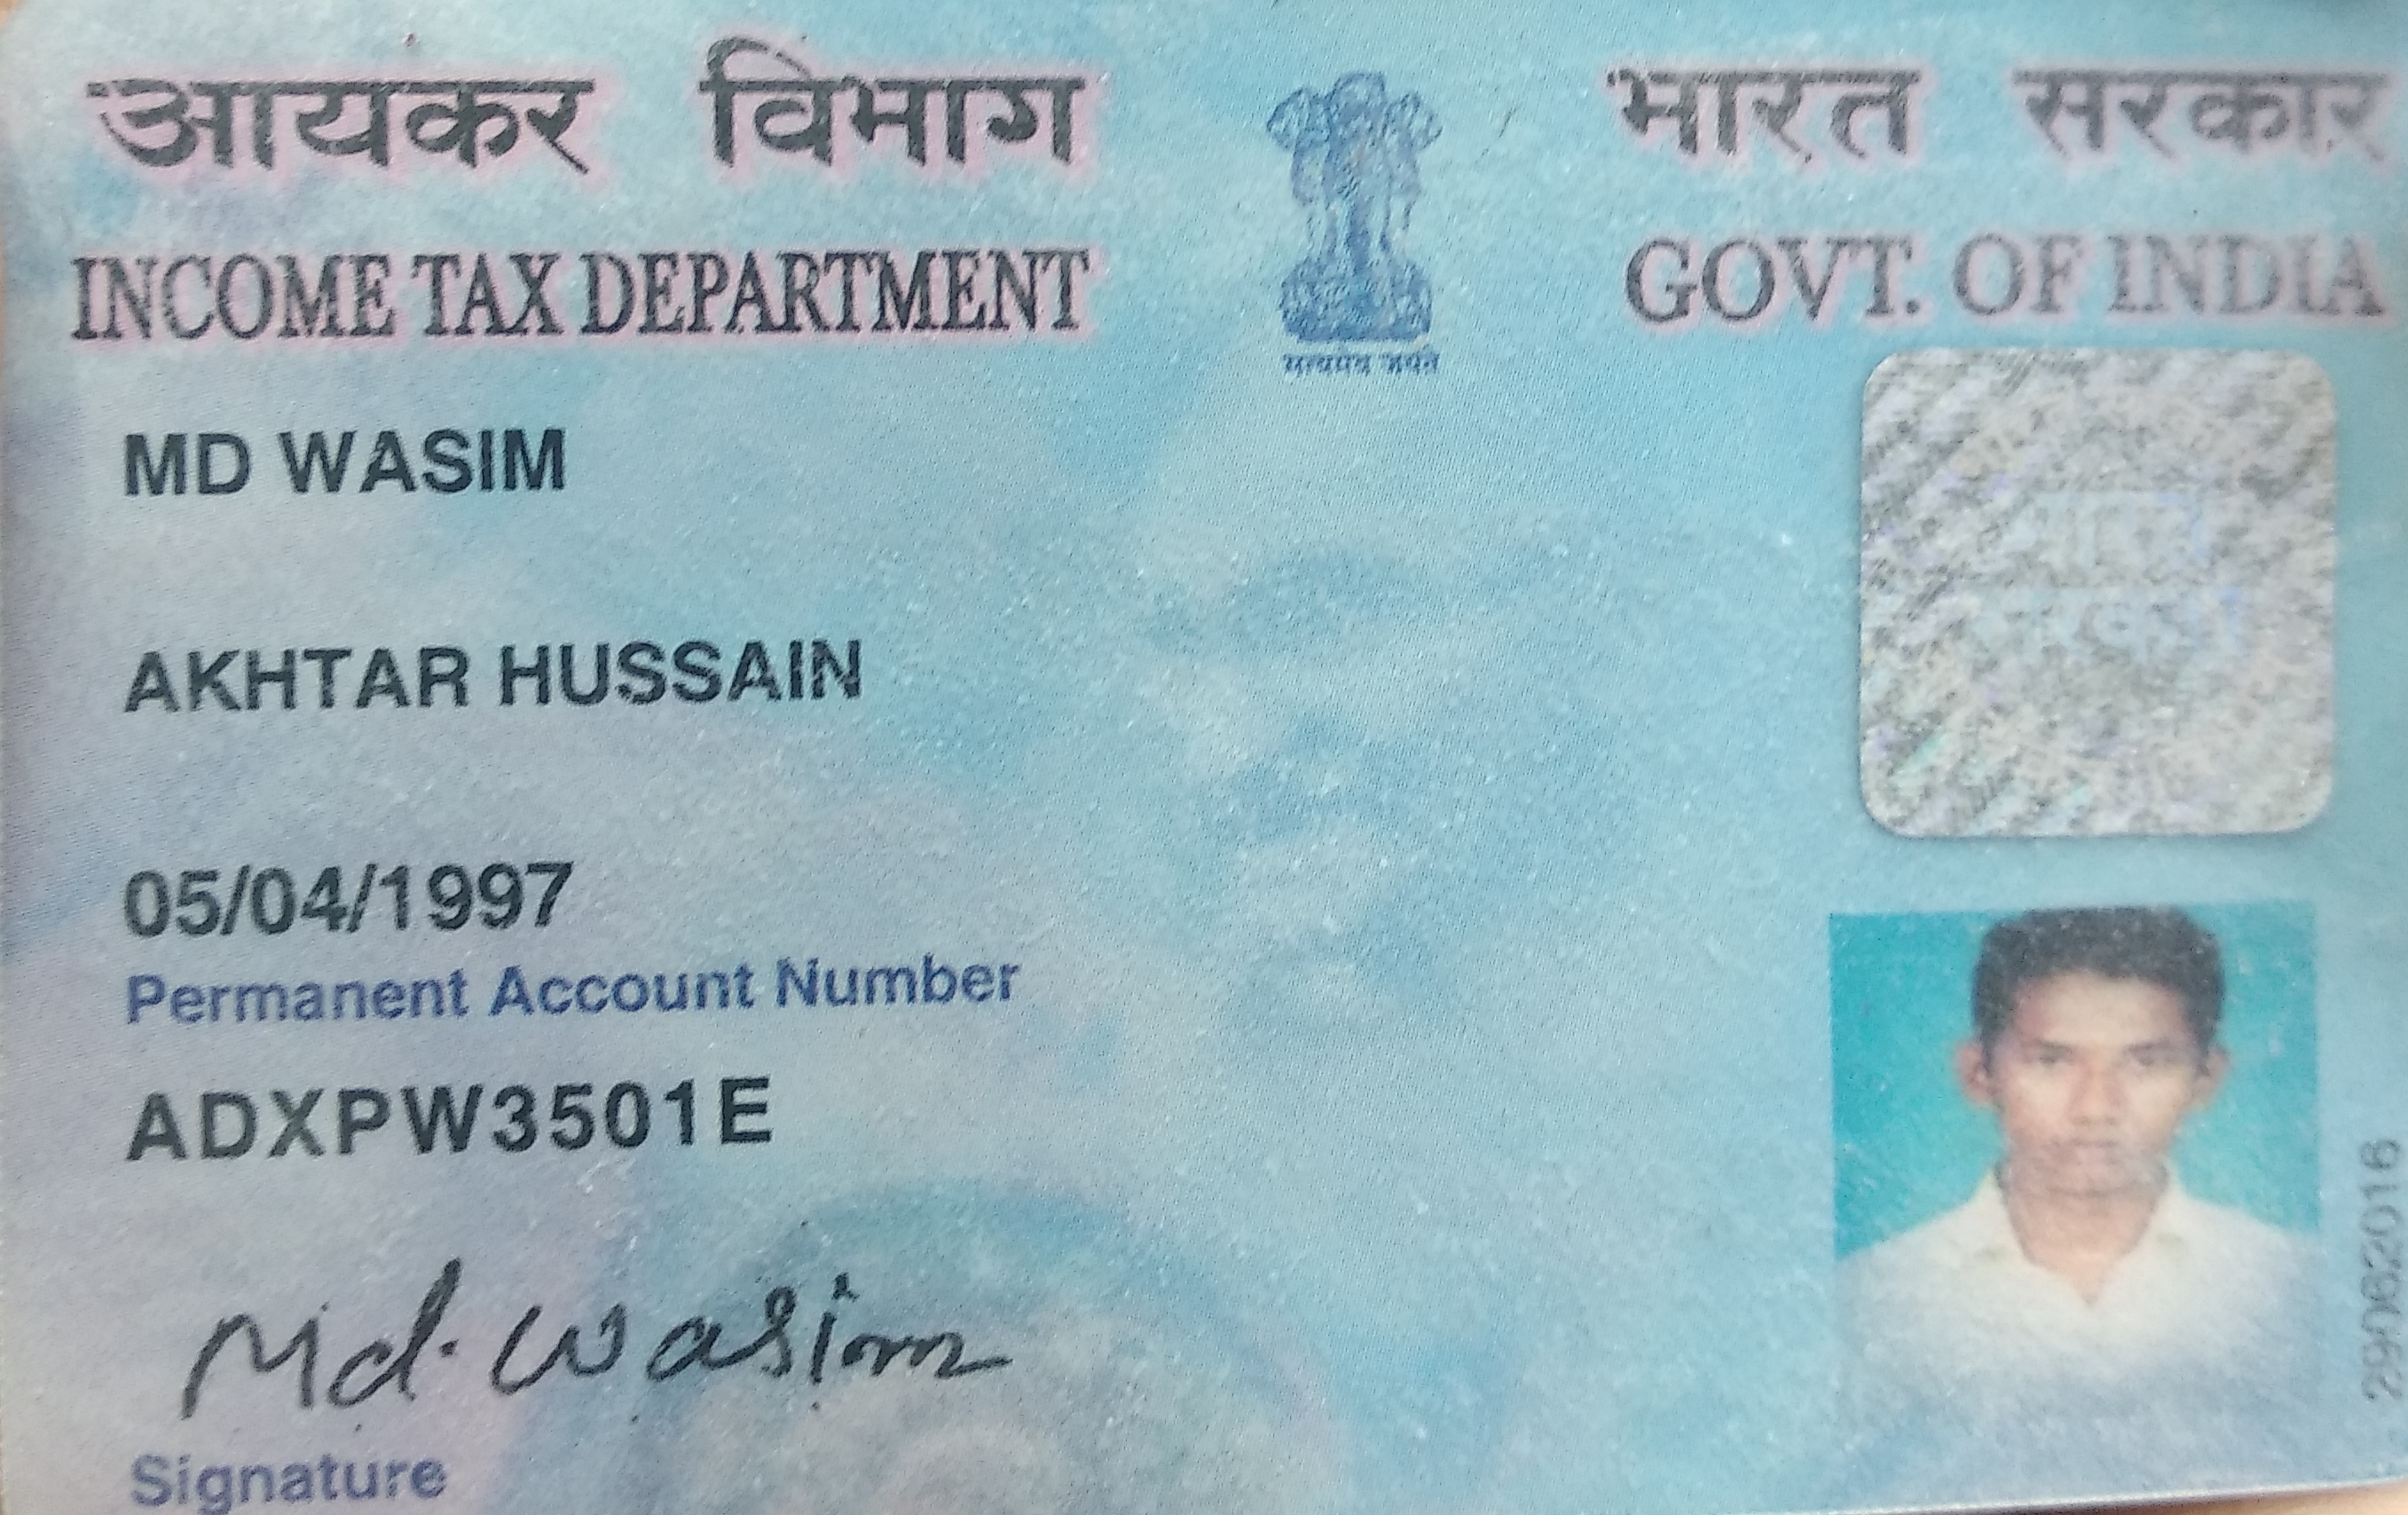 आयकर विभाग
भारत सरकार
INCOME TAX DEPARTMENT
GOVT. OF INDIA
सत्यमेव जयते
MD WASIM
AKHTAR HUSSAIN
05/04/1997
Permanent Account Number
ADXPW3501E
Md. Wasim
Signature
29062016